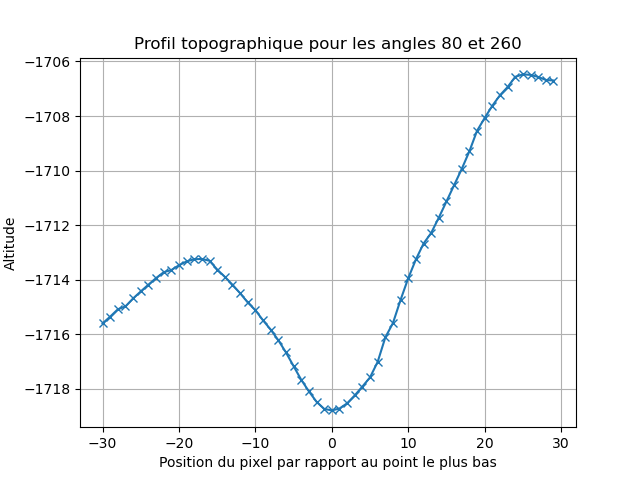 Profil topographique pour les angles 80 et 260
Altitude
−1706
−1708
−1710
−1712
−1714
−1716
−1718
−30 −20 −10 0 10 20 30
Position du pixel par rapport au point le plus bas